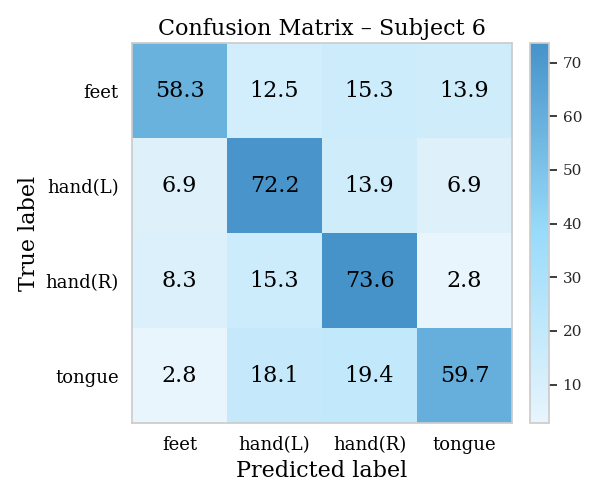 Confusion Matrix – Subject 6
feet 58.3 12.5 15.3 13.9
hand(L) 6.9 72.2 13.9 6.9
hand(R) 8.3 15.3 73.6 2.8
tongue 2.8 18.1 19.4 59.7
feet hand(L) hand(R) tongue
Predicted label
True label
70
60
50
40
30
20
10